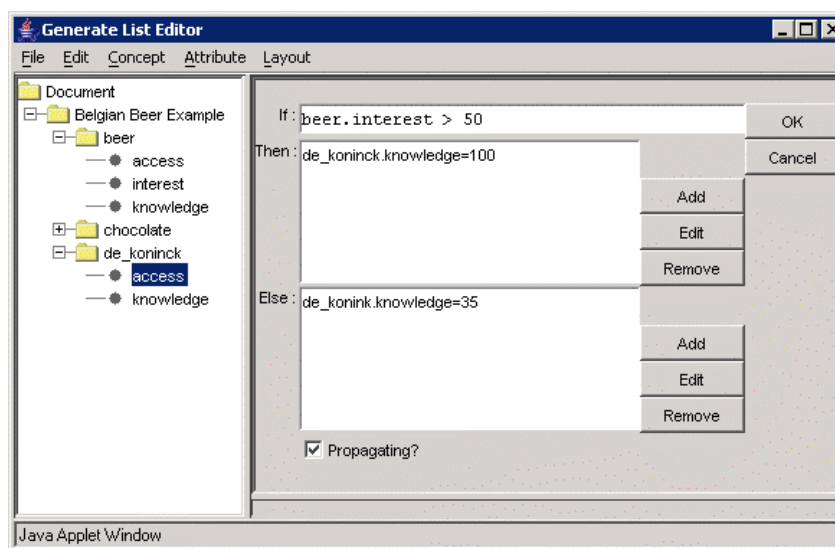 Generate List Editor
File Edit Concept Attribute Layout
Document
Belgian Beer Example
beer
access
interest
knowledge
chocolate
de_koninck
access
knowledge
If : beer.interest > 50
OK
Cancel
Then : de_koninck.knowledge=100
Add
Edit
Remove
Else : de_konink.knowledge=35
Add
Edit
Remove
Propagating?
Java Applet Window